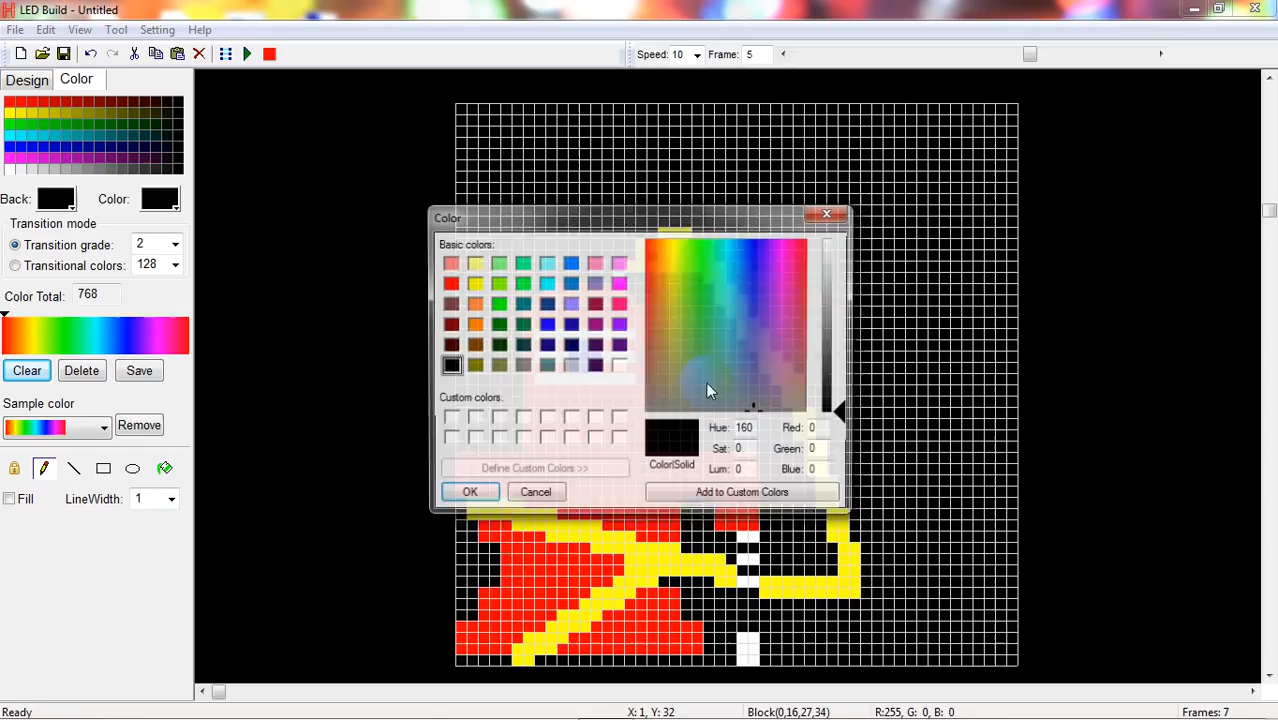 LED Build - Untitled
File Edit View Tool Setting Help
Speed: 10 Frame: 5
Design Color
Back: Color:
Transition mode
Transition grade: 2
Transitional colors: 128
Color Total: 768
Clear Delete Save
Sample color
Remove
Fill LineWidth: 1
Color
Basic colors:
Custom colors:
Define Custom Colors >>
OK Cancel
Hue: 160 Red: 0
Sat: 0 Green: 0
Color|Solid Lum: 0 Blue: 0
Add to Custom Colors
Ready X: 1, Y: 32 Block(0,16,27,34) R:255, G: 0, B: 0 Frames: 7